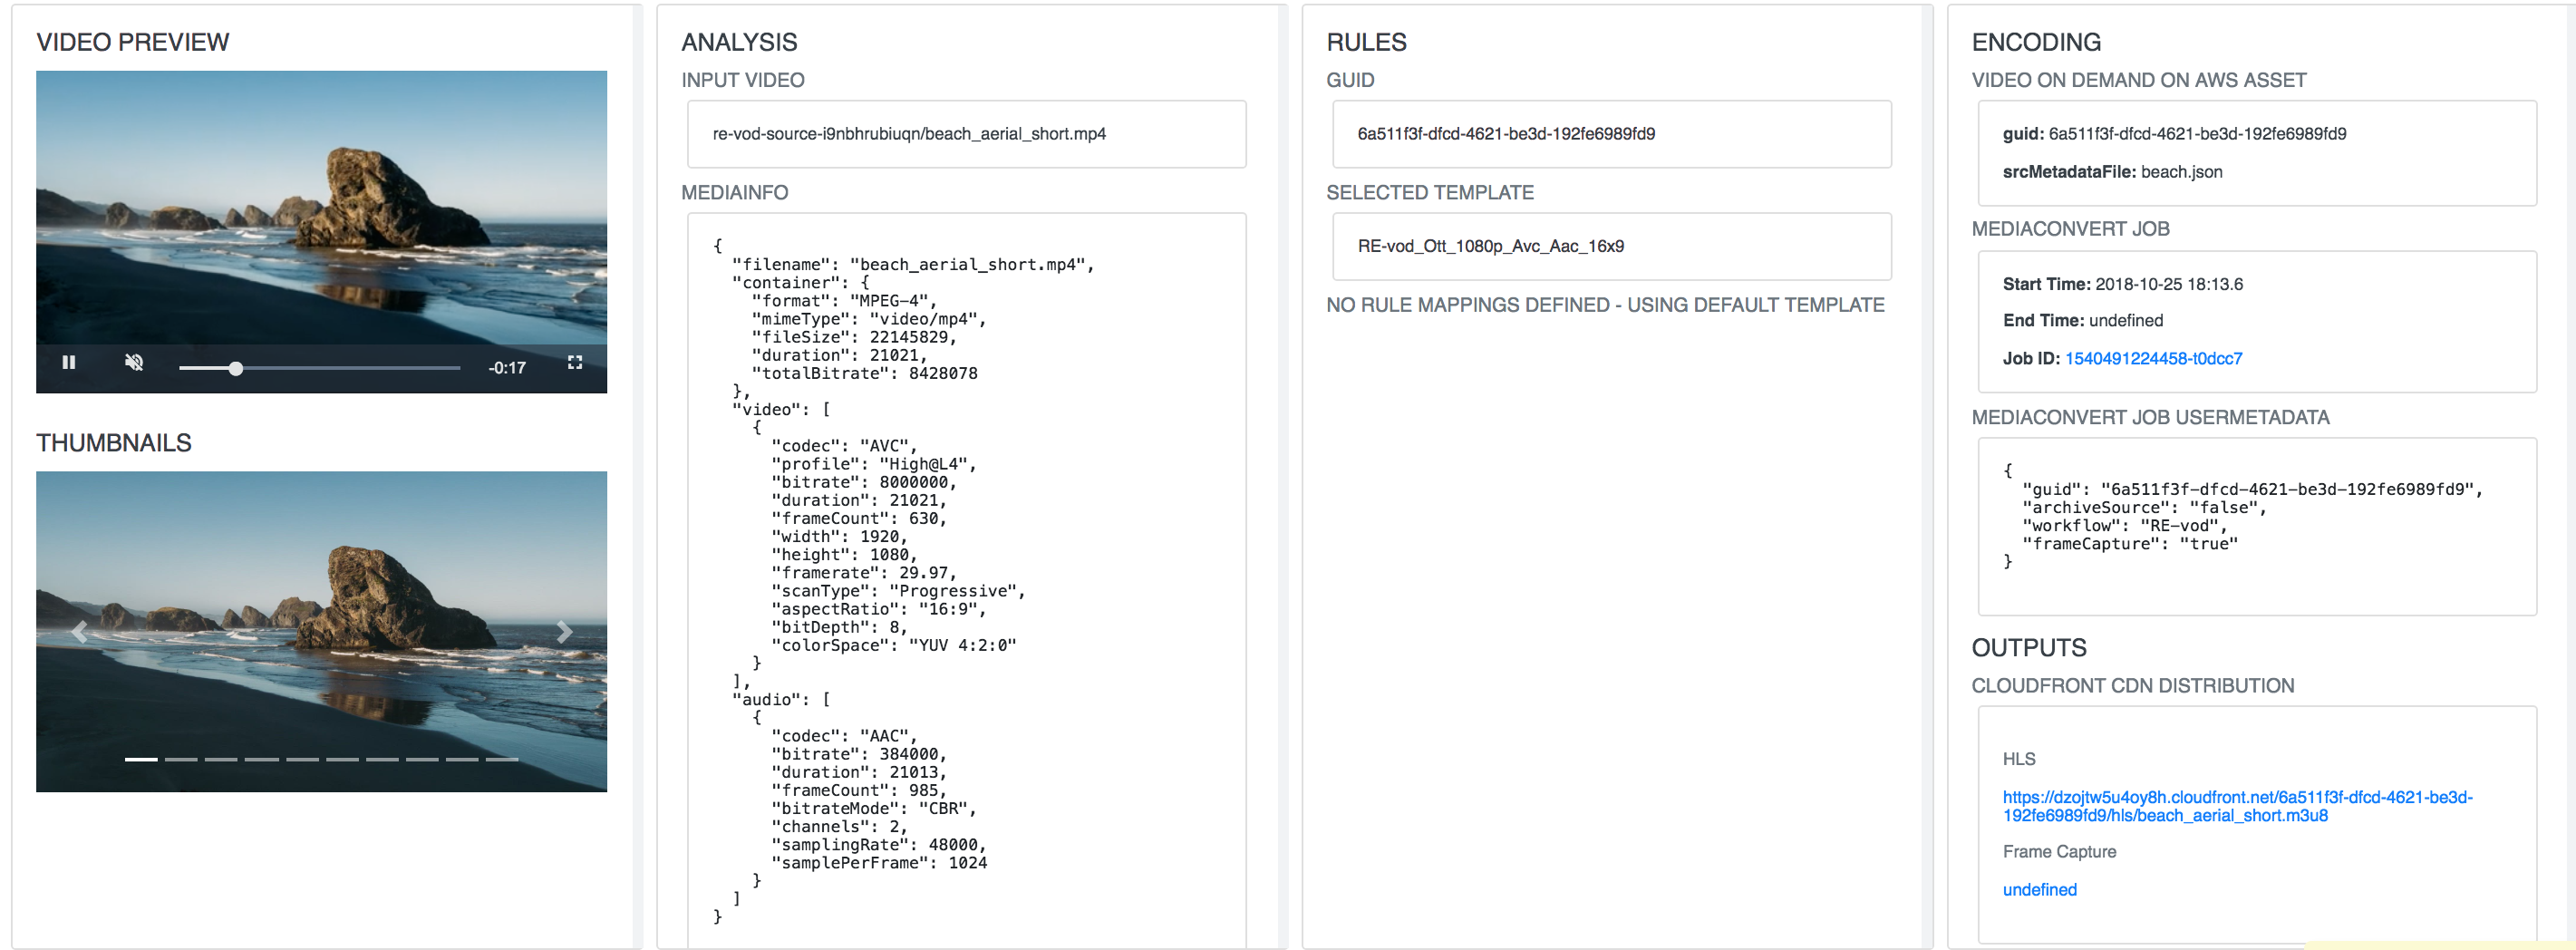 VIDEO PREVIEW
-0:17
THUMBNAILS
ANALYSIS
INPUT VIDEO
re-vod-source-i9nbhrubiuqn/beach_aerial_short.mp4
MEDIAINFO
{
  "filename": "beach_aerial_short.mp4",
  "container": {
    "format": "MPEG-4",
    "mimeType": "video/mp4",
    "fileSize": 22145829,
    "duration": 21021,
    "totalBitrate": 8428078
  },
  "video": [
    {
      "codec": "AVC",
      "profile": "High@L4",
      "bitrate": 8000000,
      "duration": 21021,
      "frameCount": 630,
      "width": 1920,
      "height": 1080,
      "framerate": 29.97,
      "scanType": "Progressive",
      "aspectRatio": "16:9",
      "bitDepth": 8,
      "colorSpace": "YUV 4:2:0"
    }
  ],
  "audio": [
    {
      "codec": "AAC",
      "bitrate": 384000,
      "duration": 21013,
      "frameCount": 985,
      "bitrateMode": "CBR",
      "channels": 2,
      "samplingRate": 48000,
      "samplePerFrame": 1024
    }
  ]
}
RULES
GUID
6a511f3f-dfcd-4621-be3d-192fe6989fd9
SELECTED TEMPLATE
RE-vod_Ott_1080p_Avc_Aac_16x9
NO RULE MAPPINGS DEFINED - USING DEFAULT TEMPLATE
ENCODING
VIDEO ON DEMAND ON AWS ASSET
guid: 6a511f3f-dfcd-4621-be3d-192fe6989fd9
srcMetadataFile: beach.json
MEDIACONVERT JOB
Start Time: 2018-10-25 18:13.6
End Time: undefined
Job ID: 1540491224458-t0dcc7
MEDIACONVERT JOB USERMETADATA
{
  "guid": "6a511f3f-dfcd-4621-be3d-192fe6989fd9",
  "archiveSource": "false",
  "workflow": "RE-vod",
  "frameCapture": "true"
}
OUTPUTS
CLOUDFRONT CDN DISTRIBUTION
HLS
https://dzojtw5u4oy8h.cloudfront.net/6a511f3f-dfcd-4621-be3d-
192fe6989fd9/hls/beach_aerial_short.m3u8
Frame Capture
undefined